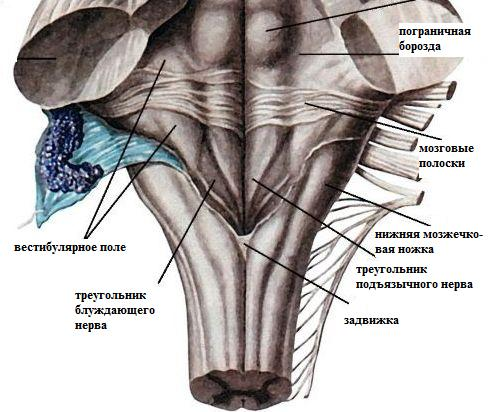 пограничная
борозда
мозговые
полоски
нижняя мозжечко-
вая ножка
треугольник
подъязычного нерва
задвижка
вестибулярное поле
треугольник
блуждающего
нерва